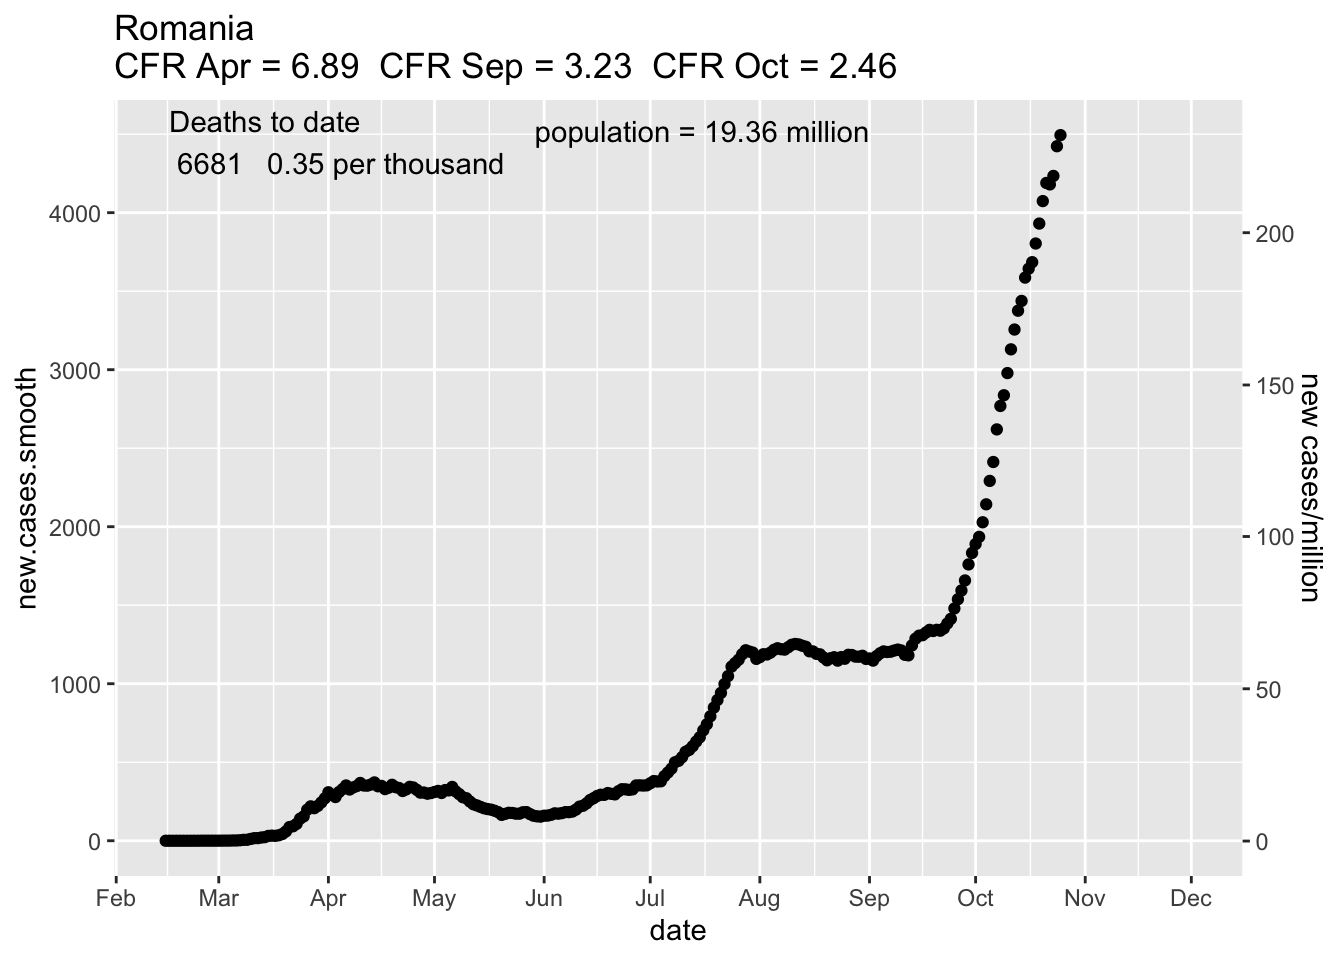 Romania
CFR Apr = 6.89  CFR Sep = 3.23  CFR Oct = 2.46
Deaths to date
population = 19.36 million
6681   0.35 per thousand
new.cases.smooth
4000
3000
2000
1000
0
200
150
100
50
0
new cases/million
Feb Mar Apr May Jun Jul Aug Sep Oct Nov Dec
date